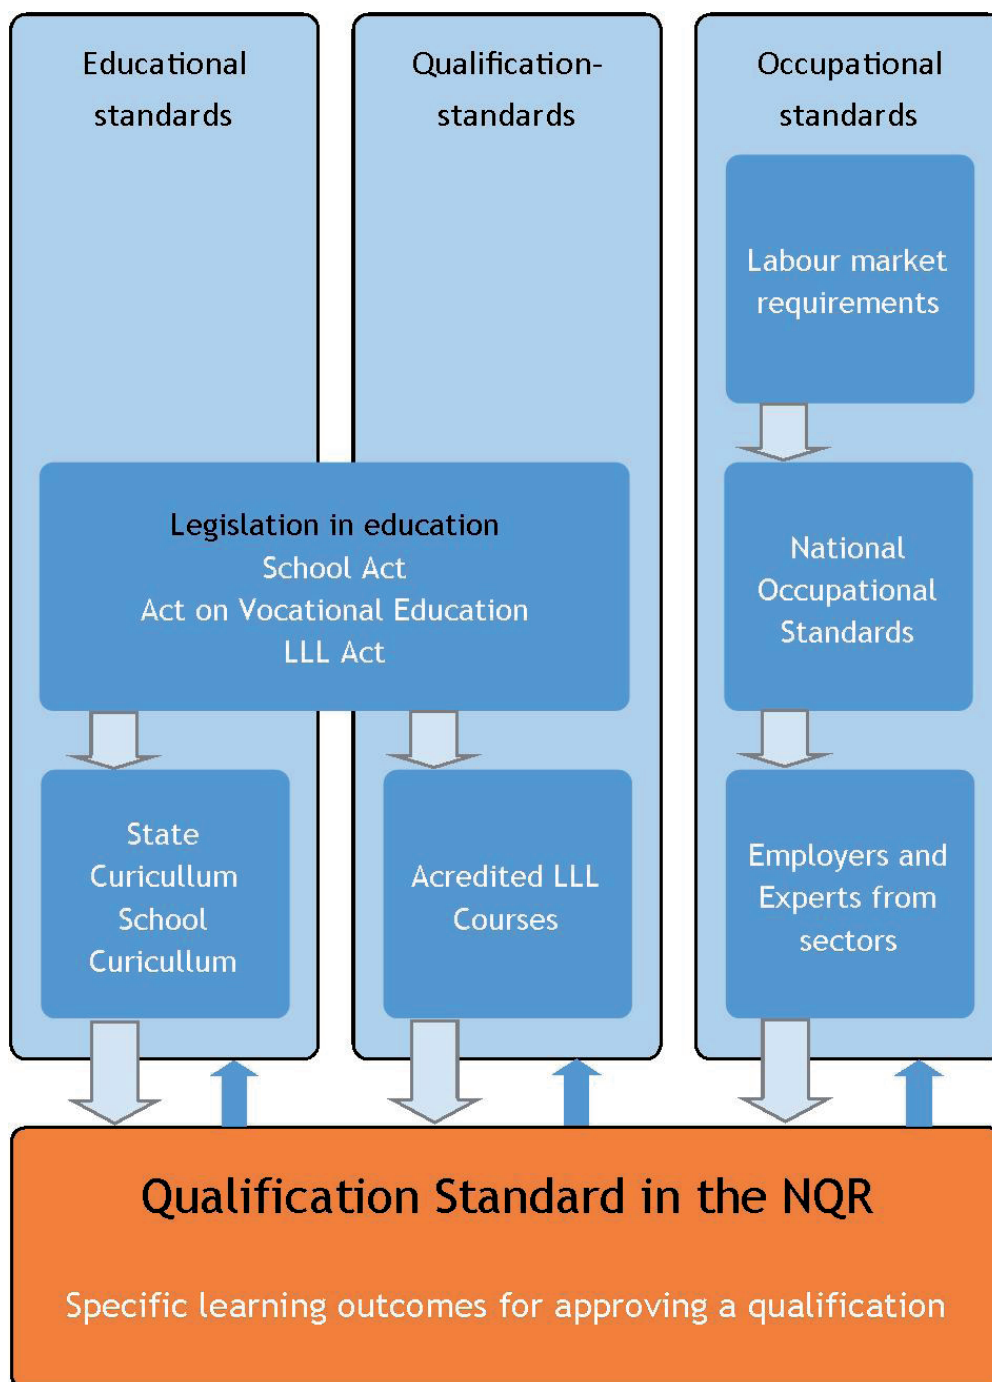 Educational
standards
Qualification-
standards
Occupational
standards
Labour market
requirements
Legislation in education
School Act
Act on Vocational Education
LLL Act
National
Occupational
Standards
State
Curicullum
School
Curicullum
Acredited LLL
Courses
Employers and
Experts from
sectors
Qualification Standard in the NQR
Specific learning outcomes for approving a qualification